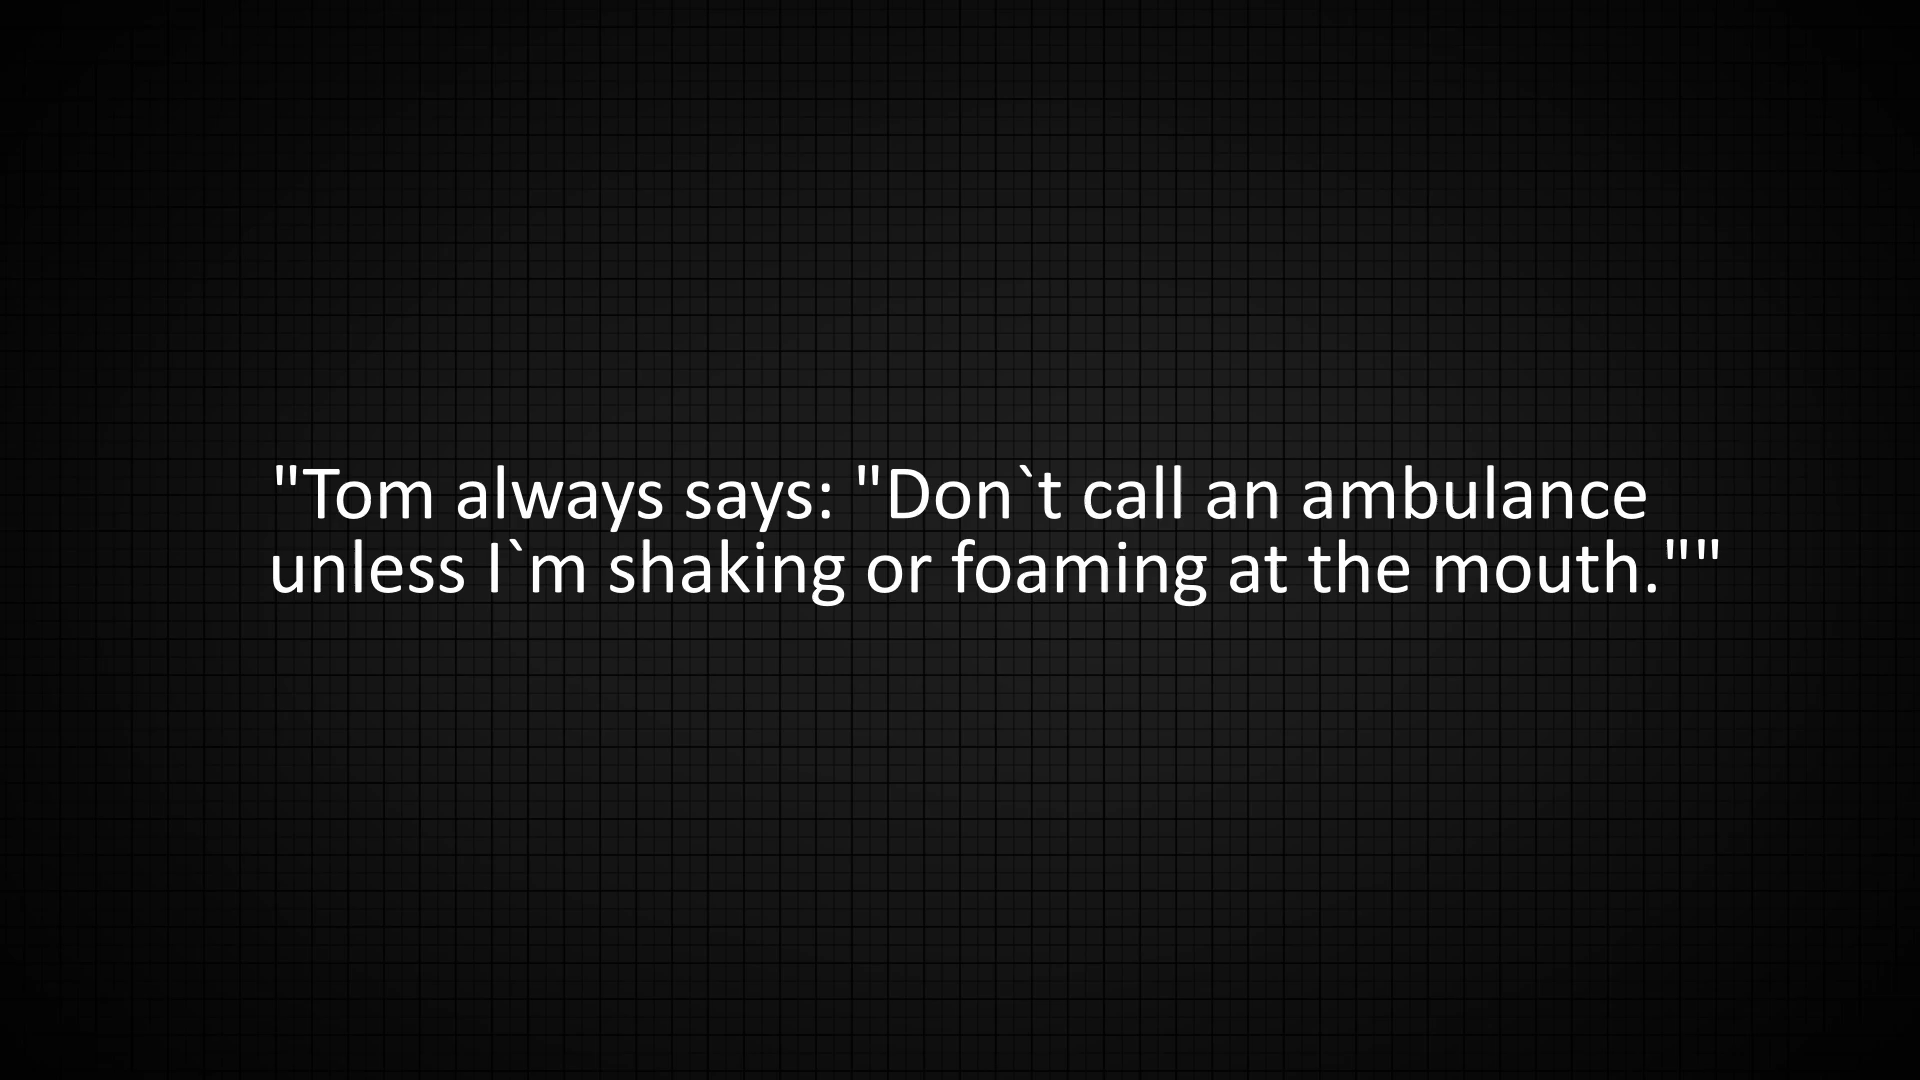 "Tom always says: "Don`t call an ambulance
unless I`m shaking or foaming at the mouth.""